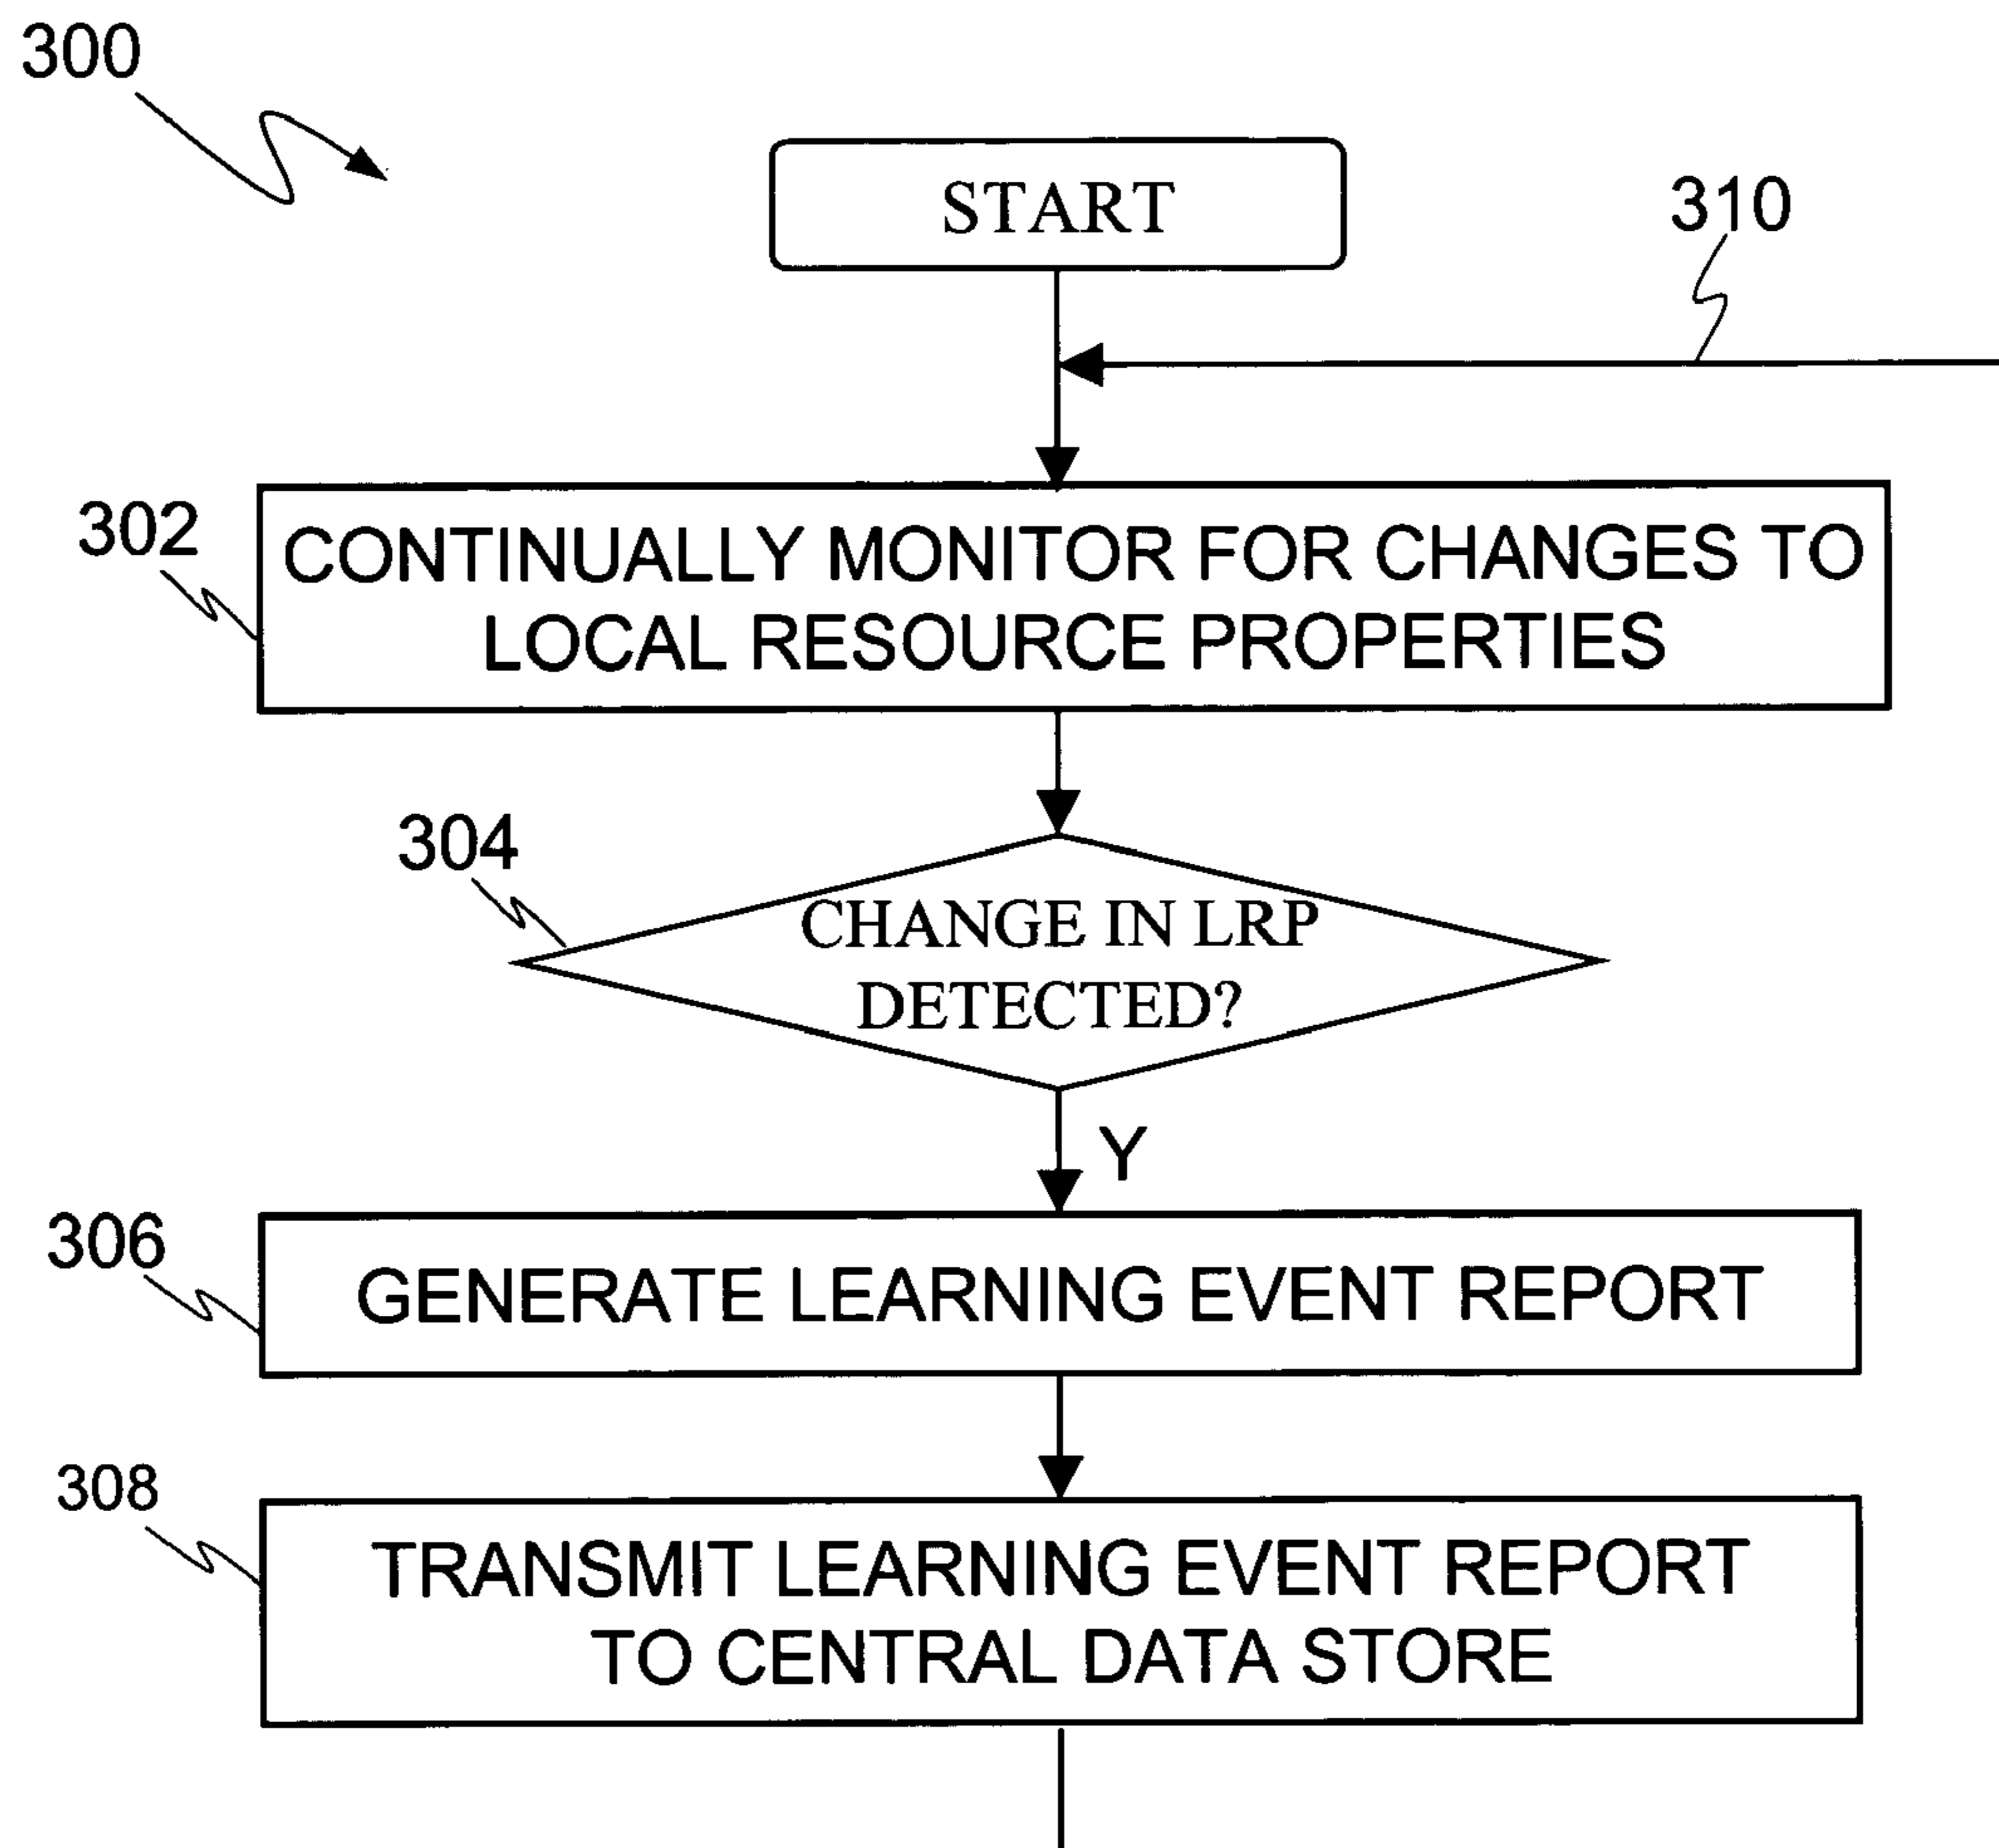 300
START
310
302
CONTINUALLY MONITOR FOR CHANGES TO
LOCAL RESOURCE PROPERTIES
304
CHANGE IN LRP
DETECTED?
Y
306
GENERATE LEARNING EVENT REPORT
308
TRANSMIT LEARNING EVENT REPORT
TO CENTRAL DATA STORE